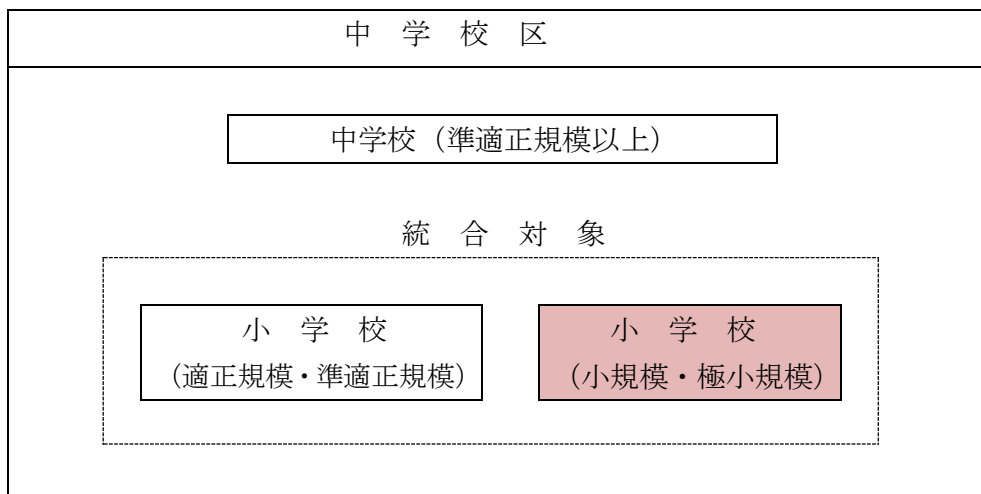 中 学 校 区
中学校（準適正規模以上）
統 合 対 象
小 学 校
（適正規模・準適正規模）
小 学 校
（小規模・極小規模）